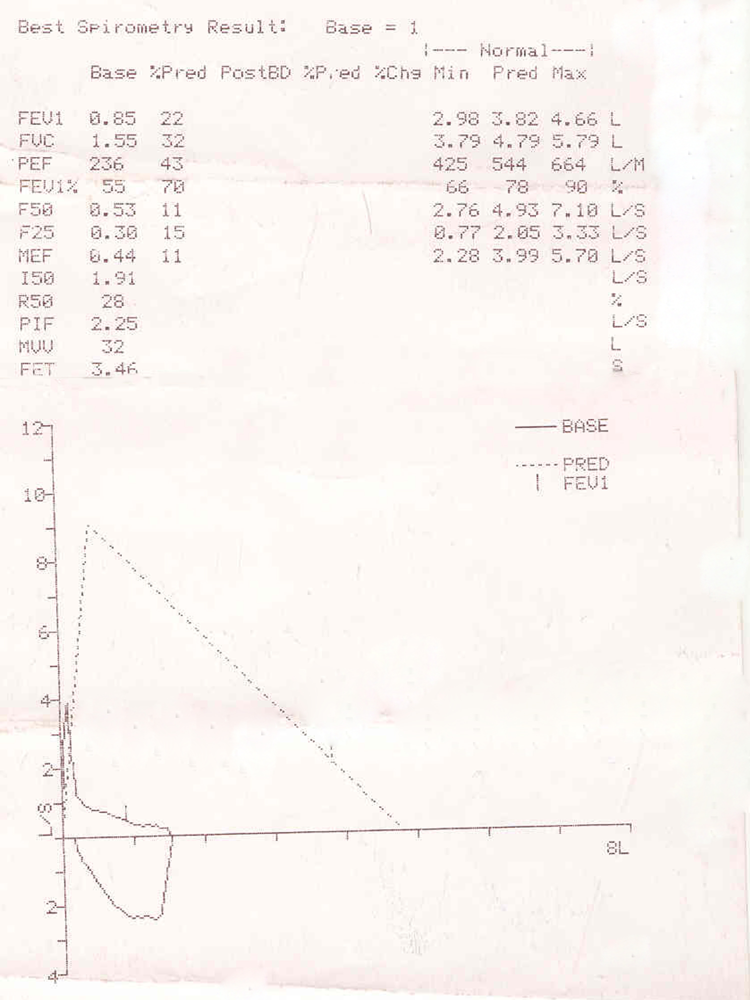 Best Spirometry Result: Base = 1
|--- Normal---|
Base %Pred PostBD %Pred %Chg Min Pred Max
FEV1 0.85 22 2.98 3.82 4.66 L
FVC 1.55 32 3.79 4.79 5.79 L
PEF 236 43 425 544 664 L/M
FEV1% 55 70 66 78 90 %
F50 0.53 11 2.76 4.93 7.10 L/S
F25 0.30 15 0.77 2.05 3.33 L/S
MEF 0.44 11 2.28 3.99 5.70 L/S
I50 1.91 L/S
R50 28 %
PIF 2.25 L/S
MVV 32 L
FET 3.46 S
12
BASE
PRED
FEV1
10
8
6
4
2
L/S
8L
2
4